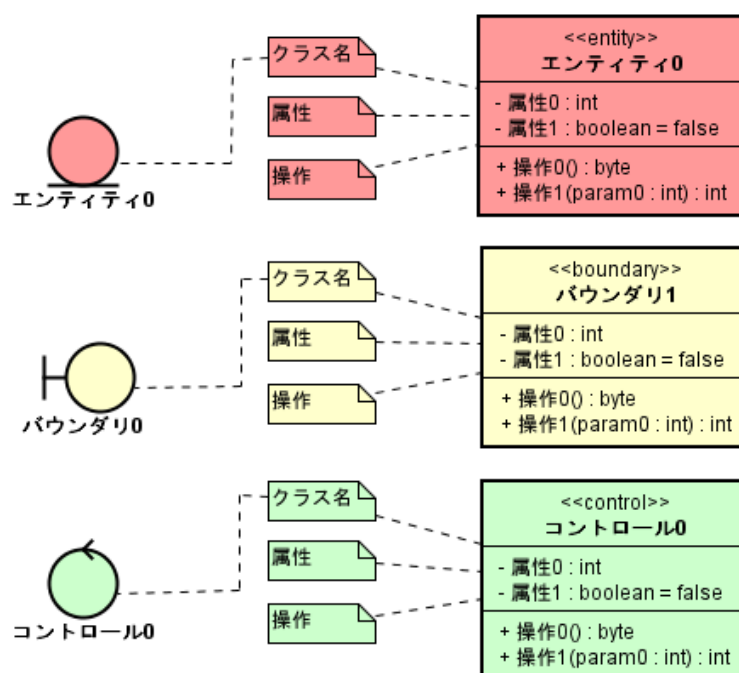 クラス名
属性
操作
エンティティ0
<<entity>>
エンティティ0
- 属性0 : int
- 属性1 : boolean = false
+ 操作0() : byte
+ 操作1(param0 : int) : int
クラス名
属性
操作
バウンダリ0
<<boundary>>
バウンダリ1
- 属性0 : int
- 属性1 : boolean = false
+ 操作0() : byte
+ 操作1(param0 : int) : int
クラス名
属性
操作
コントロール0
<<control>>
コントロール0
- 属性0 : int
- 属性1 : boolean = false
+ 操作0() : byte
+ 操作1(param0 : int) : int